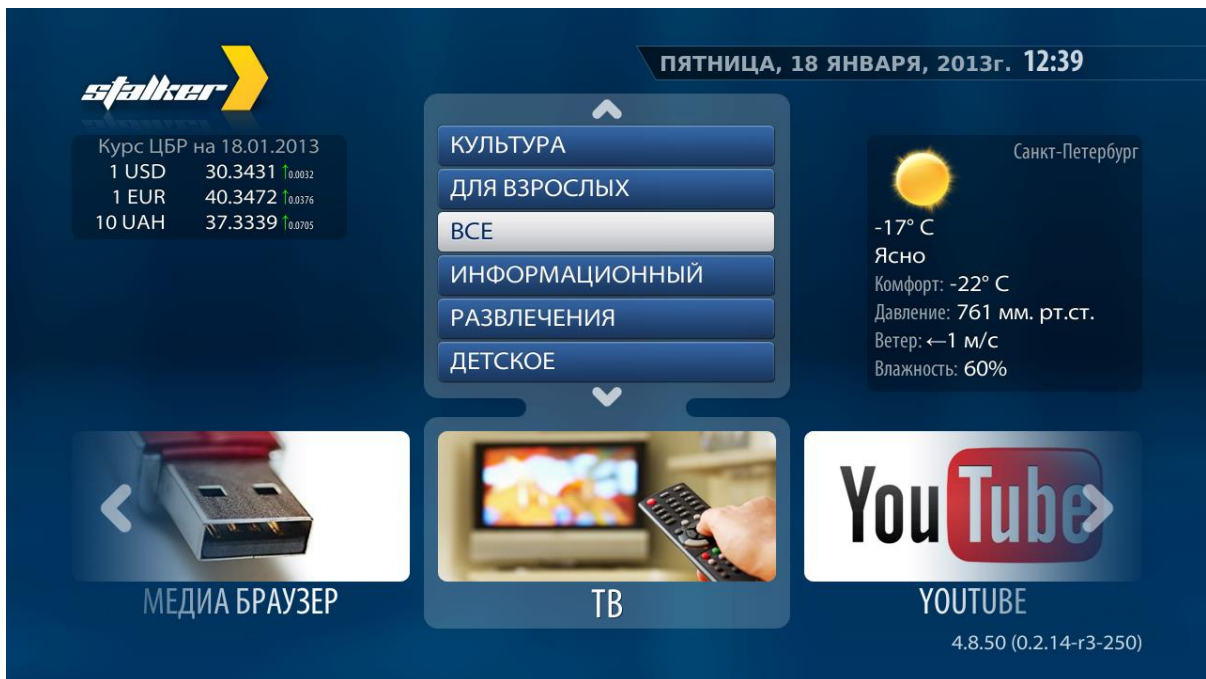 stalker
ПЯТНИЦА, 18 ЯНВАРЯ, 2013г. 12:39
Курс ЦБР на 18.01.2013
1 USD 30.3431 ↑0.0032
1 EUR 40.3472 ↑0.0376
10 UAH 37.3339 ↑0.0705
КУЛЬТУРА
ДЛЯ ВЗРОСЛЫХ
ВСЕ
ИНФОРМАЦИОННЫЙ
РАЗВЛЕЧЕНИЯ
ДЕТСКОЕ
Санкт-Петербург
-17° C
Ясно
Комфорт: -22° C
Давление: 761 мм. рт.ст.
Ветер: ←1 м/с
Влажность: 60%
YouTube
МЕДИА БРАУЗЕР
ТВ
YOUTUBE
4.8.50 (0.2.14-r3-250)